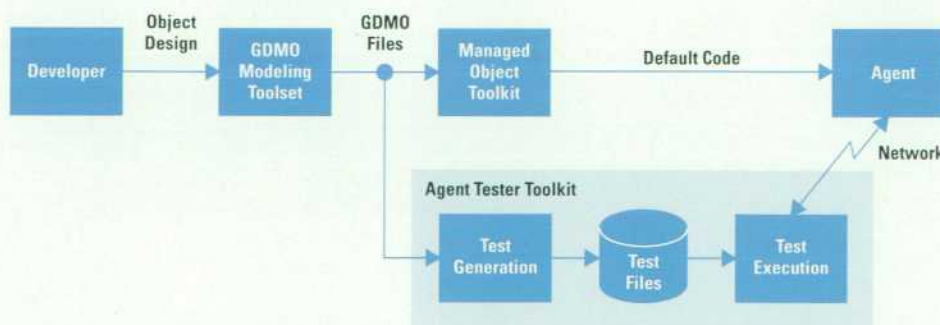 Object
Design
GDMO
Files
Developer
GDMO
Modeling
Toolset
Managed
Object
Toolkit
Default Code
Agent
Network
Agent Tester Toolkit
Test
Generation
Test
Files
Test
Execution